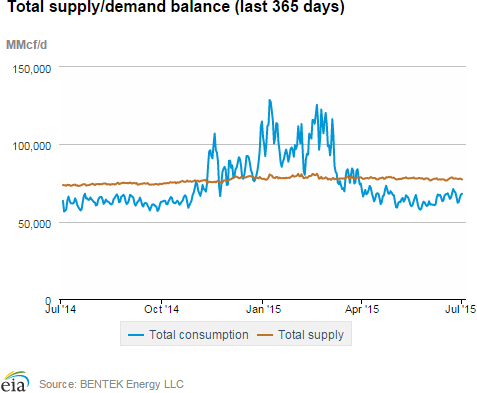 Total supply/demand balance (last 365 days)
MMcf/d
150,000
100,000
50,000
0
Jul '14 Oct '14 Jan '15 Apr '15 Jul '15
Total consumption Total supply
eia Source: BENTEK Energy LLC